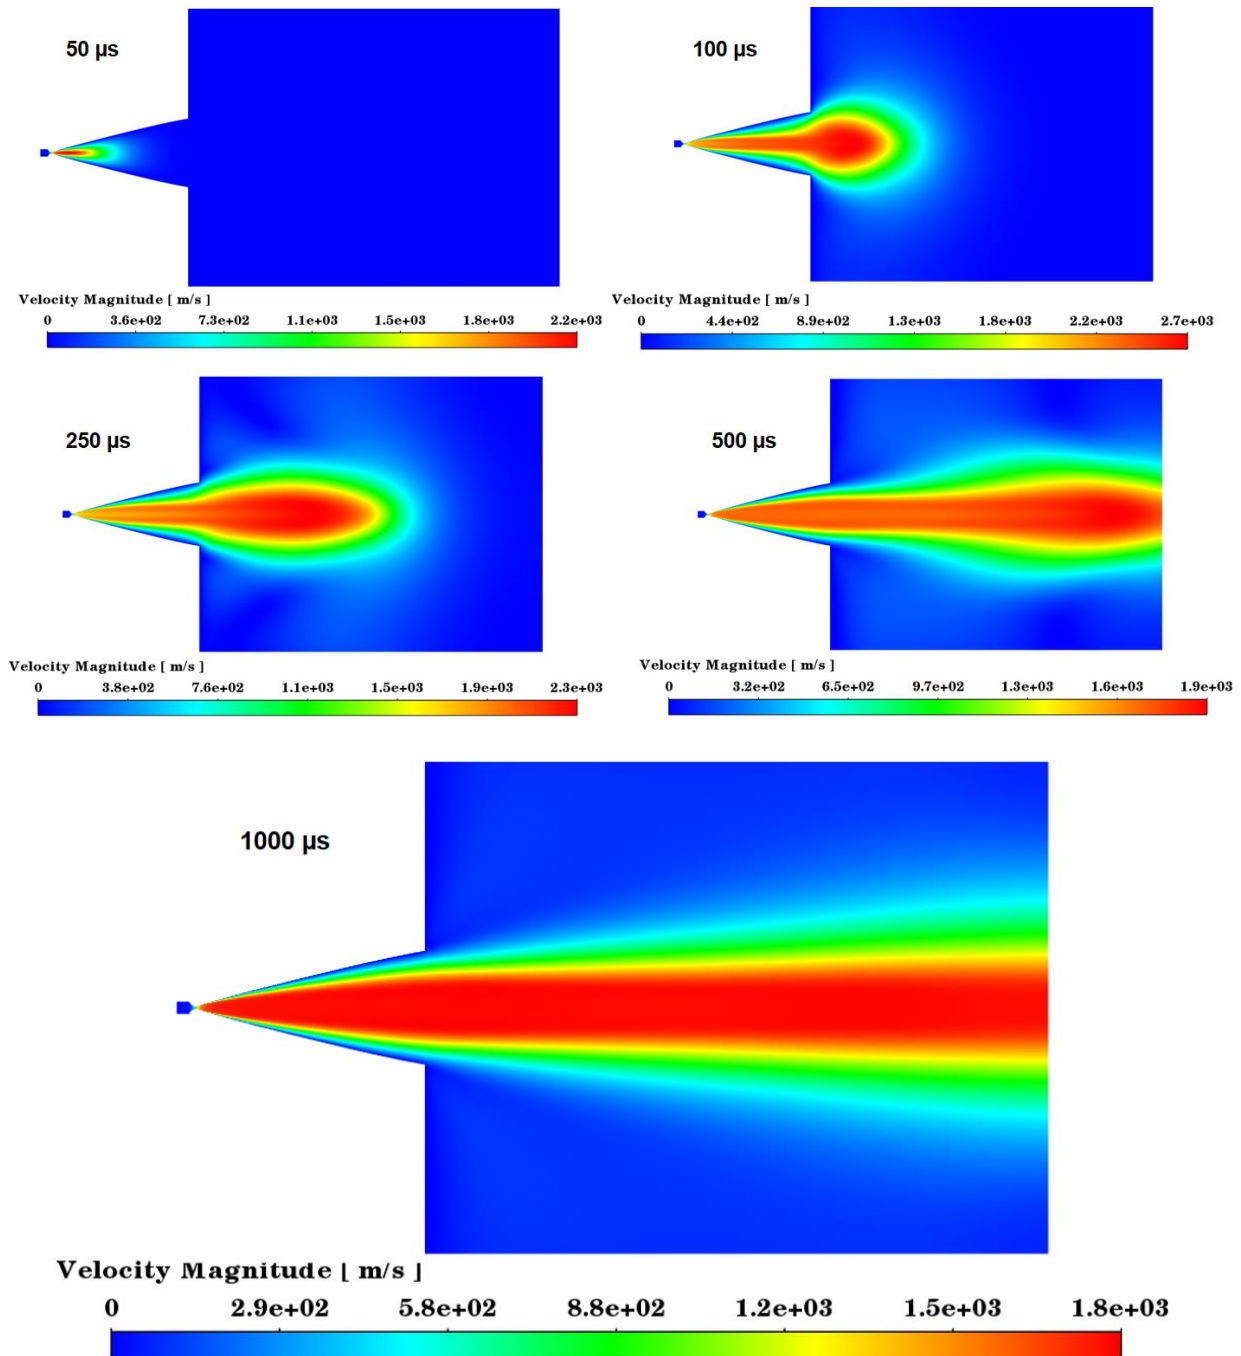 50 µs
100 µs
Velocity Magnitude [ m/s ]
0 3.6e+02 7.3e+02 1.1e+03 1.5e+03 1.8e+03 2.2e+03
Velocity Magnitude [ m/s ]
0 4.4e+02 8.9e+02 1.3e+03 1.8e+03 2.2e+03 2.7e+03
250 µs
500 µs
Velocity Magnitude [ m/s ]
0 3.8e+02 7.6e+02 1.1e+03 1.5e+03 1.9e+03 2.3e+03
Velocity Magnitude [ m/s ]
0 3.2e+02 6.5e+02 9.7e+02 1.3e+03 1.6e+03 1.9e+03
1000 µs
Velocity Magnitude [ m/s ]
0 2.9e+02 5.8e+02 8.8e+02 1.2e+03 1.5e+03 1.8e+03